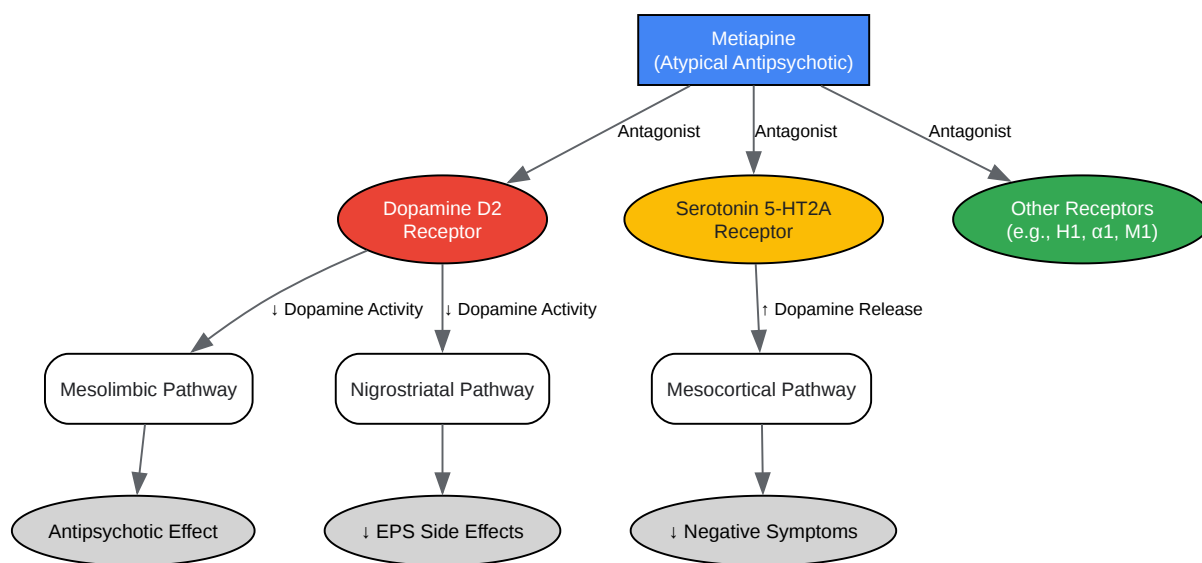 Metiapine
(Atypical Antipsychotic)
Antagonist
Antagonist
Antagonist
Dopamine D2
Receptor
Serotonin 5-HT2A
Receptor
Other Receptors
(e.g., H1, α1, M1)
↓ Dopamine Activity
↓ Dopamine Activity
↑ Dopamine Release
Mesolimbic Pathway
Nigrostriatal Pathway
Mesocortical Pathway
Antipsychotic Effect
↓ EPS Side Effects
↓ Negative Symptoms